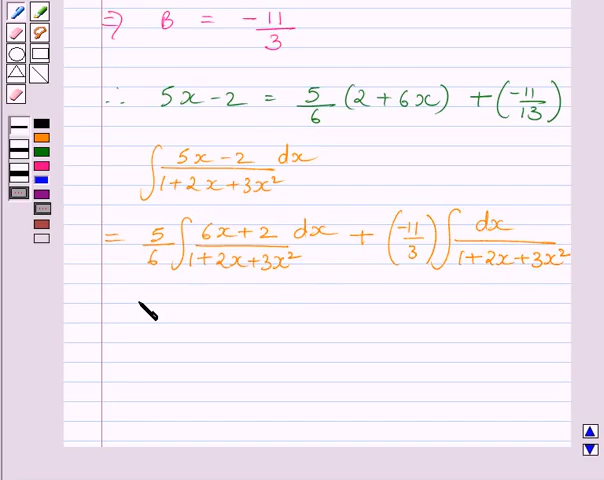 ⇒ B = -11/3
∴ 5x-2 = 5/6 (2+6x) + (-11/13)
∫ 5x-2/1+2x+3x² dx
= 5/6 ∫ 6x+2/1+2x+3x² dx + (-11/3) ∫ dx/1+2x+3x²